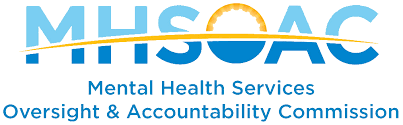 MHSOAC
Mental Health Services
Oversight & Accountability Commission